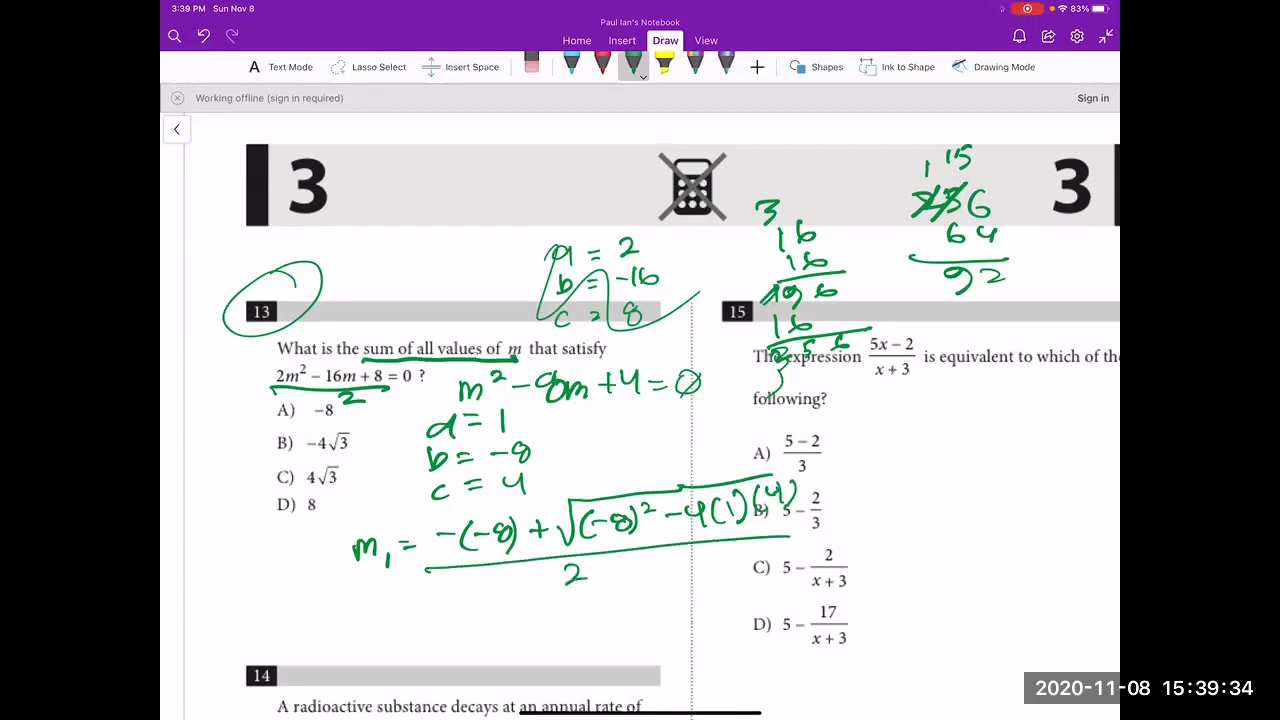 3:39 PM Sun Nov 8
83%
Paul Ian's Notebook
Home Insert Draw View
Text Mode Lasso Select Insert Space Shapes Ink to Shape Drawing Mode
Working offline (sign in required) Sign in
3 3
a = 2
b = -16
c = 8
13
What is the sum of all values of m that satisfy
2m² − 16m + 8 = 0 ?
2
A) −8
B) −4√3
C) 4√3
D) 8
m² - 8m + 4 = 0
a = 1
b = -8
c = 4
m₁ = (-(-8) + √((-8)² - 4(1)(4))) / 2
14
A radioactive substance decays at an annual rate of
3
16
16
196
16
256
1 15
256
64
92
15
The expression (5x − 2)/(x + 3) is equivalent to which of the
following?
A) (5 − 2)/3
B) 5 − 2/3
C) 5 − 2/(x + 3)
D) 5 − 17/(x + 3)
2020-11-08 15:39:34